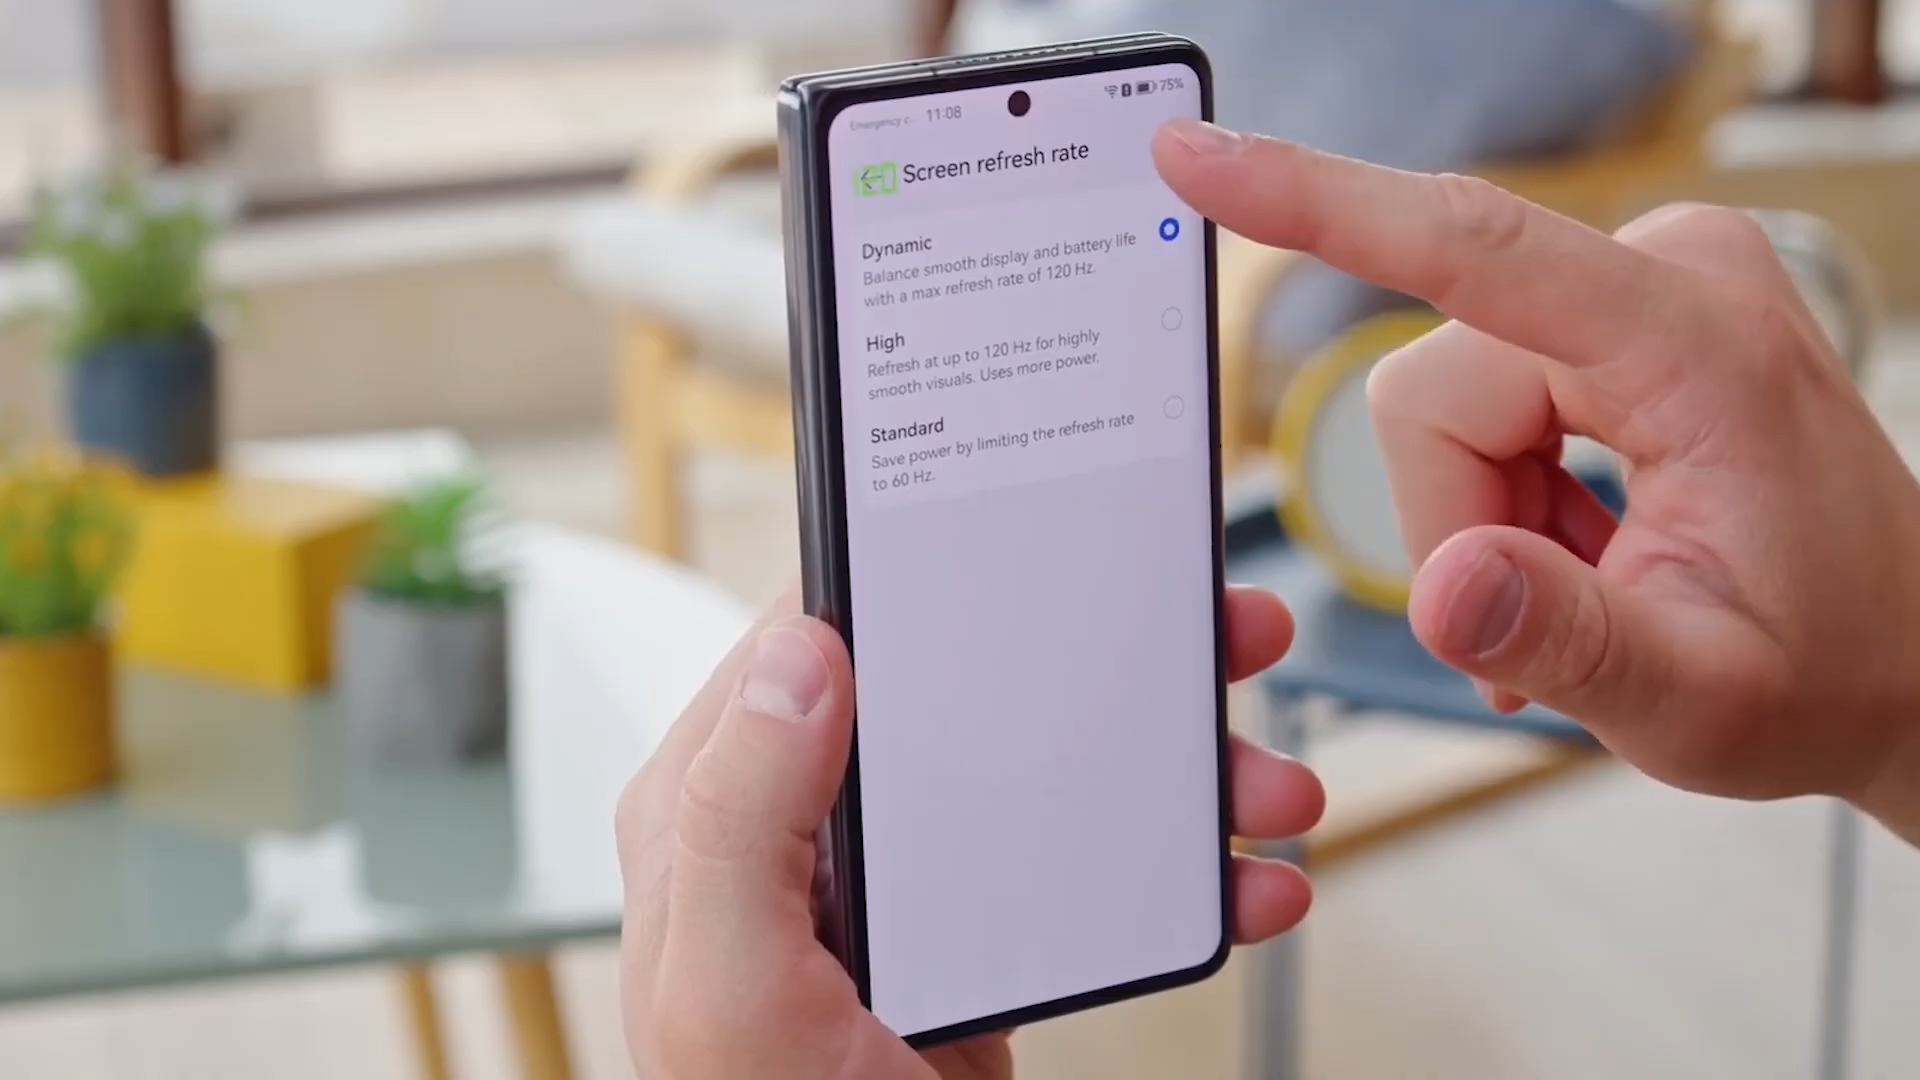 Emergency c... 11:08 75%
120 Screen refresh rate
Dynamic
Balance smooth display and battery life
with a max refresh rate of 120 Hz.
High
Refresh at up to 120 Hz for highly
smooth visuals. Uses more power.
Standard
Save power by limiting the refresh rate
to 60 Hz.